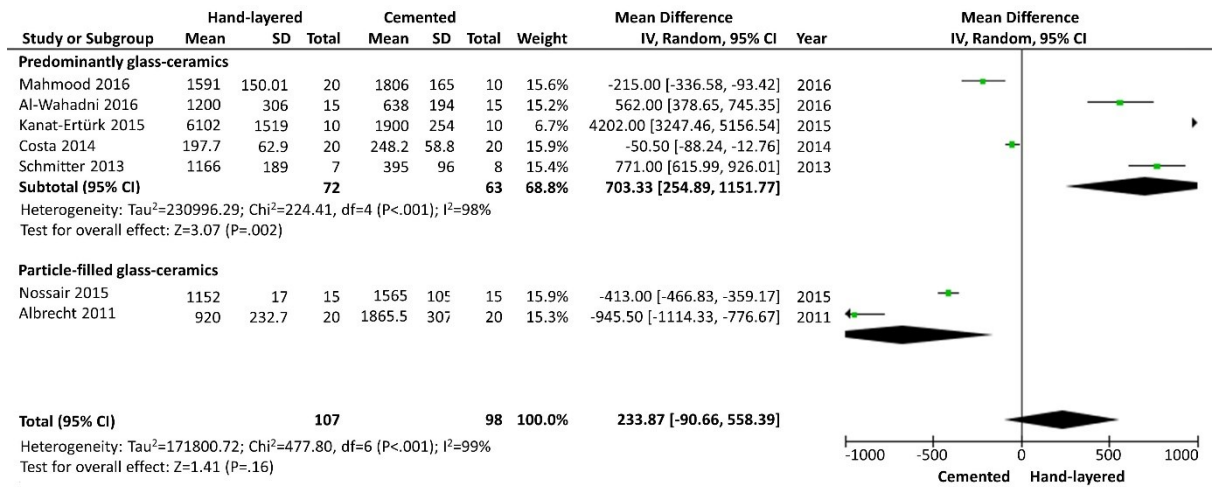 Hand-layered Cemented Mean Difference Mean Difference
Study or Subgroup Mean SD Total Mean SD Total Weight IV, Random, 95% CI Year IV, Random, 95% CI
Predominantly glass-ceramics
Mahmood 2016 1591 150.01 20 1806 165 10 15.6% -215.00 [-336.58, -93.42] 2016
Al-Wahadni 2016 1200 306 15 638 194 15 15.2% 562.00 [378.65, 745.35] 2016
Kanat-Ertürk 2015 6102 1519 10 1900 254 10 6.7% 4202.00 [3247.46, 5156.54] 2015
Costa 2014 197.7 62.9 20 248.2 58.8 20 15.9% -50.50 [-88.24, -12.76] 2014
Schmitter 2013 1166 189 7 395 96 8 15.4% 771.00 [615.99, 926.01] 2013
Subtotal (95% CI) 72 63 68.8% 703.33 [254.89, 1151.77]
Heterogeneity: Tau²=230996.29; Chi²=224.41, df=4 (P<.001); I²=98%
Test for overall effect: Z=3.07 (P=.002)
Particle-filled glass-ceramics
Nossair 2015 1152 17 15 1565 105 15 15.9% -413.00 [-466.83, -359.17] 2015
Albrecht 2011 920 232.7 20 1865.5 307 20 15.3% -945.50 [-1114.33, -776.67] 2011
Total (95% CI) 107 98 100.0% 233.87 [-90.66, 558.39]
Heterogeneity: Tau²=171800.72; Chi²=477.80, df=6 (P<.001); I²=99%
Test for overall effect: Z=1.41 (P=.16)
-1000 -500 0 500 1000
Cemented Hand-layered